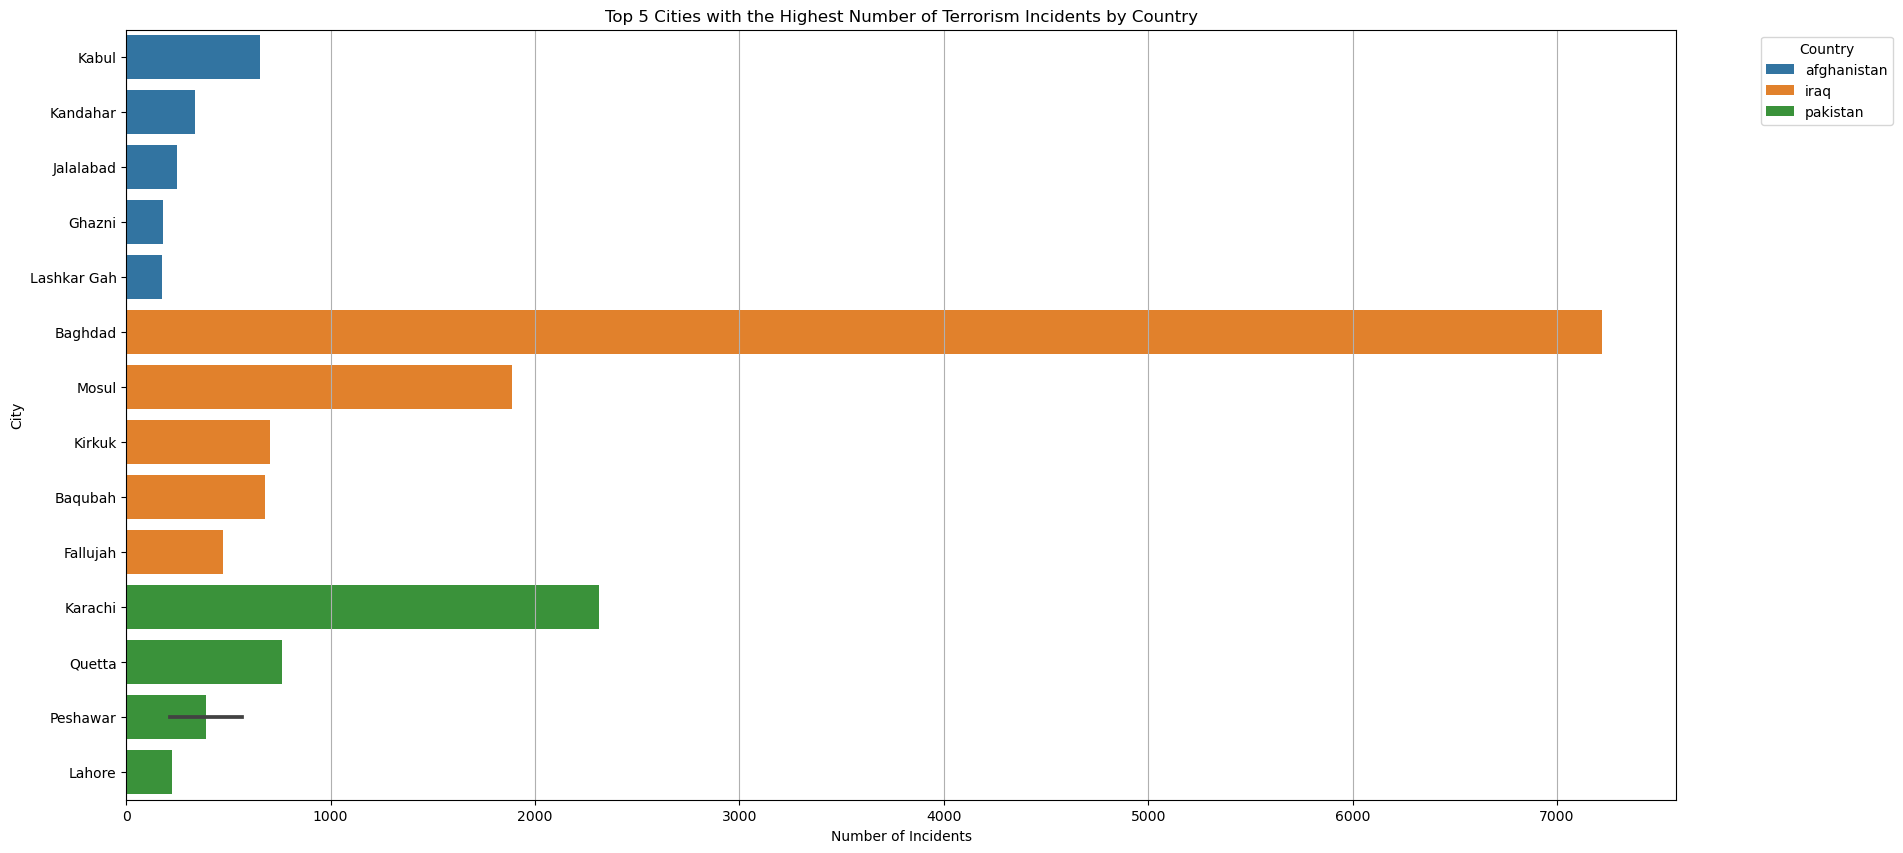 Top 5 Cities with the Highest Number of Terrorism Incidents by Country
Kabul
Kandahar
Jalalabad
Ghazni
Lashkar Gah
Baghdad
Mosul
Kirkuk
Baqubah
Fallujah
Karachi
Quetta
Peshawar
Lahore
City
0 1000 2000 3000 4000 5000 6000 7000
Number of Incidents
Country
afghanistan
iraq
pakistan